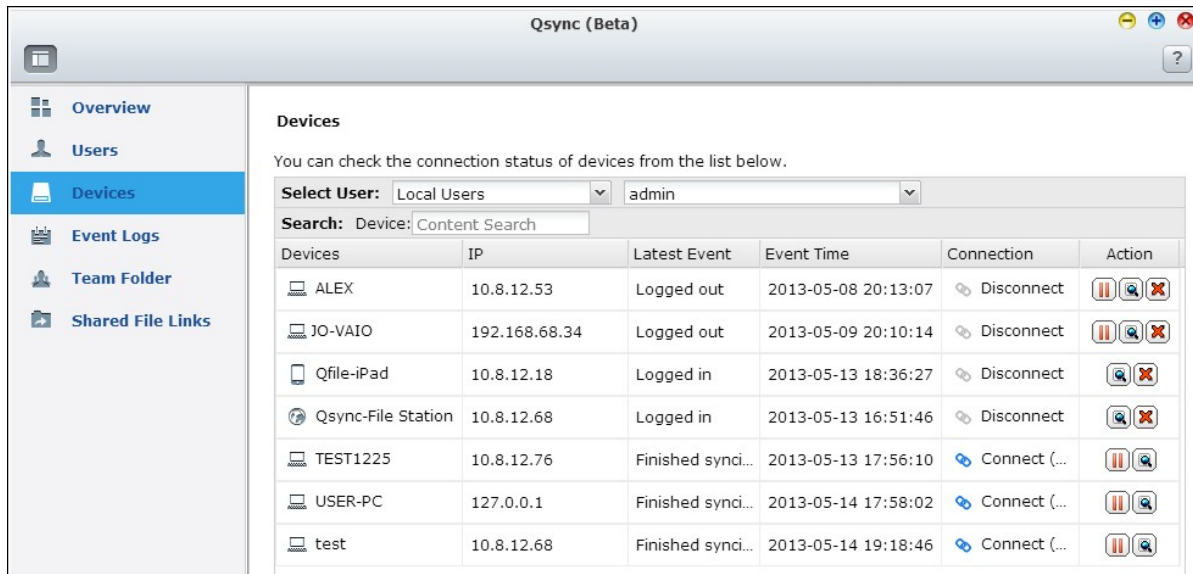 Qsync (Beta)
?
Overview
Users
Devices
Event Logs
Team Folder
Shared File Links
Devices
You can check the connection status of devices from the list below.
Select User: Local Users admin
Search: Device: Content Search
Devices IP Latest Event Event Time Connection Action
ALEX 10.8.12.53 Logged out 2013-05-08 20:13:07 Disconnect
JO-VAIO 192.168.68.34 Logged out 2013-05-09 20:10:14 Disconnect
Qfile-iPad 10.8.12.18 Logged in 2013-05-13 18:36:27 Disconnect
Qsync-File Station 10.8.12.68 Logged in 2013-05-13 16:51:46 Disconnect
TEST1225 10.8.12.76 Finished synci... 2013-05-13 17:56:10 Connect (...
USER-PC 127.0.0.1 Finished synci... 2013-05-14 17:58:02 Connect (...
test 10.8.12.68 Finished synci... 2013-05-14 19:18:46 Connect (...